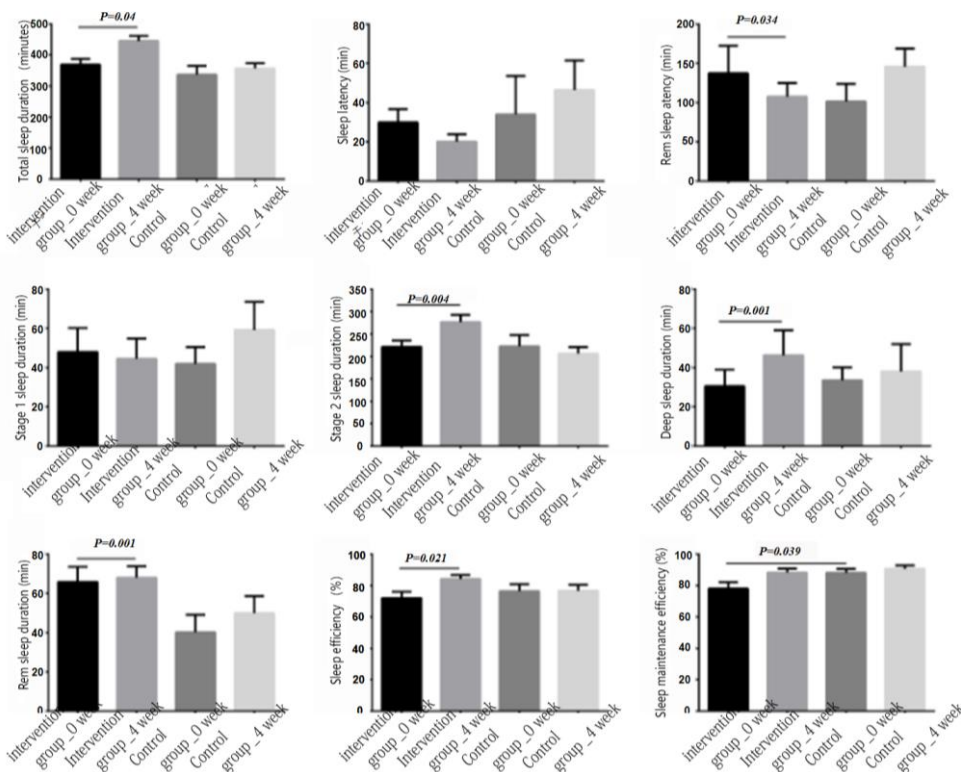 P=0.04
Total sleep duration (minutes)
500
400
300
200
100
0
intervention
group_0 week
Intervention
group_4 week
Control
group_0 week
Control
group_4 week
Sleep latency (min)
80
60
40
20
0
intervention
group_0 week
Intervention
group_4 week
Control
group_0 week
Control
group_4 week
P=0.034
Rem sleep atency (min)
200
150
100
50
0
intervention
group_0 week
Intervention
group_4 week
Control
group_0 week
Control
group_4 week
Stage 1 sleep duration (min)
80
60
40
20
0
intervention
group_0 week
Intervention
group_4 week
Control
group_0 week
Control
group_4 week
P=0.004
Stage 2 sleep duration (min)
350
300
250
200
150
100
50
0
intervention
group_0 week
Intervention
group_4 week
Control
group_0 week
Control
group_4 week
P=0.001
Deep sleep duration (min)
80
60
40
20
0
intervention
group_0 week
Intervention
group_4 week
Control
group_0 week
Control
group_4 week
P=0.001
Rem sleep duration (min)
80
60
40
20
0
intervention
group_0 week
Intervention
group_4 week
Control
group_0 week
Control
group_4 week
P=0.021
Sleep efficiency (%)
100
80
60
40
20
0
intervention
group_0 week
Intervention
group_4 week
Control
group_0 week
Control
group_4 week
P=0.039
Sleep maintenance efficiency (%)
100
80
60
40
20
0
intervention
group_0 week
Intervention
group_4 week
Control
group_0 week
Control
group_4 week